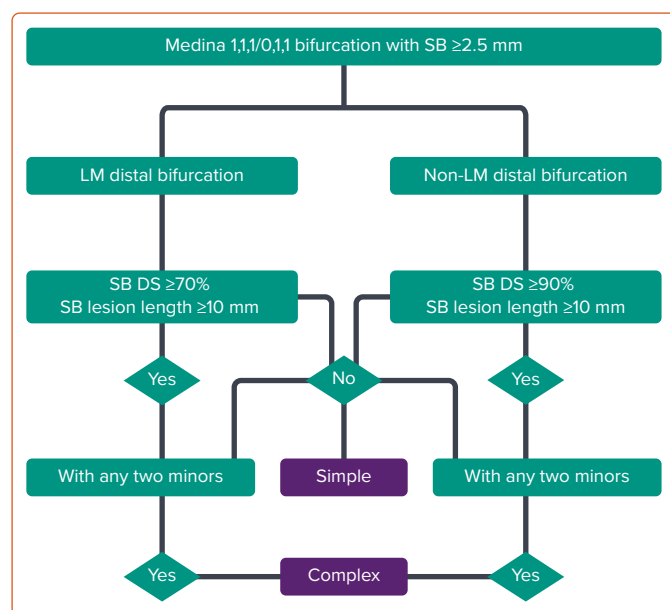 Medina 1,1,1/0,1,1 bifurcation with SB ≥2.5 mm
LM distal bifurcation
Non-LM distal bifurcation
SB DS ≥70%
SB lesion length ≥10 mm
SB DS ≥90%
SB lesion length ≥10 mm
Yes
No
Yes
With any two minors
Simple
With any two minors
Yes
Complex
Yes